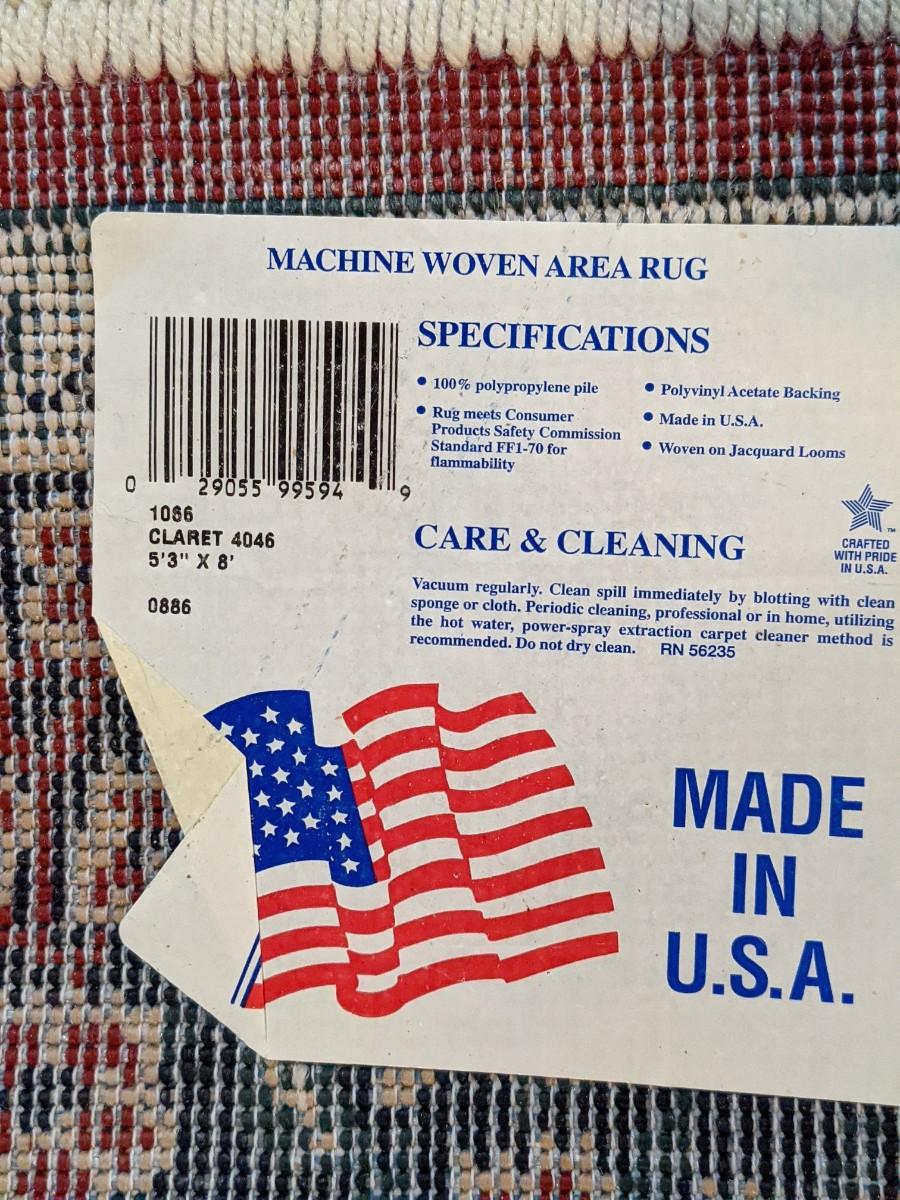 MACHINE WOVEN AREA RUG
0 29055 99594 9
1086
CLARET 4046
5'3" X 8'
0886
SPECIFICATIONS
• 100% polypropylene pile
• Rug meets Consumer
Products Safety Commission
Standard FF1-70 for
flammability
• Polyvinyl Acetate Backing
• Made in U.S.A.
• Woven on Jacquard Looms
CARE & CLEANING
Vacuum regularly. Clean spill immediately by blotting with clean
sponge or cloth. Periodic cleaning, professional or in home, utilizing
the hot water, power-spray extraction carpet cleaner method is
recommended. Do not dry clean. RN 56235
TM
CRAFTED
WITH PRIDE
IN U.S.A.
MADE
IN
U.S.A.